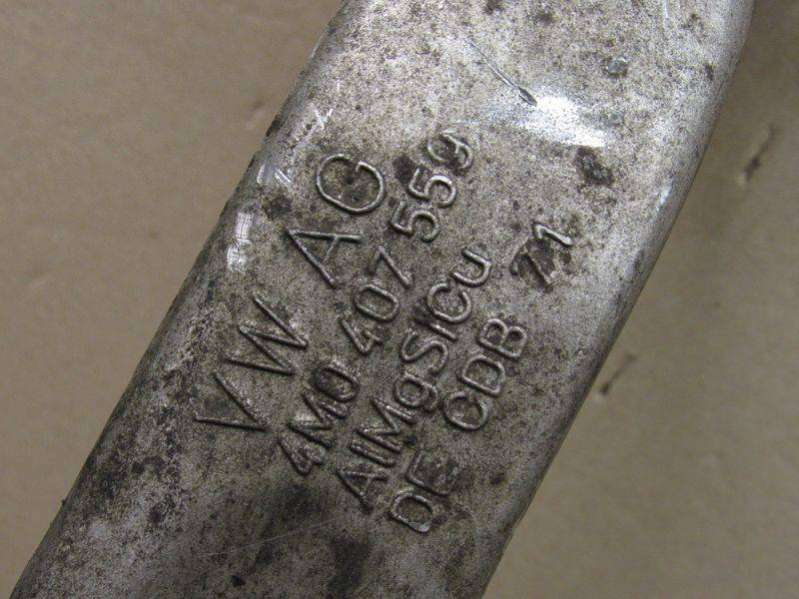 VW AG
4M0 407 559
AlMgSiCu
DE CDB 71